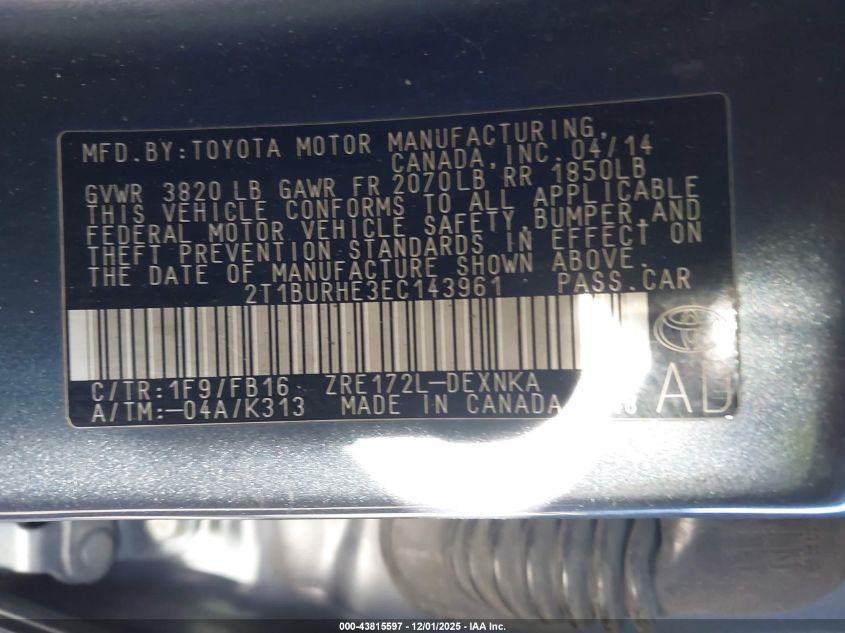 MFD.BY:TOYOTA MOTOR MANUFACTURING,
CANADA,INC.04/14
GVWR 3820 LB GAWR FR 2070LB RR 1850LB
THIS VEHICLE CONFORMS TO ALL APPLICABLE
FEDERAL MOTOR VEHICLE SAFETY,BUMPER,AND
THEFT PREVENTION STANDARDS IN EFFECT ON
THE DATE OF MANUFACTURE SHOWN ABOVE.
2T1BURHE3EC143961 PASS.CAR
C/TR:1F9/FB16 ZRE172L-DEXNKA
A/TM:-04A/K313 MADE IN CANADA
AD
000-43815597 - 12/01/2025 - IAA Inc.